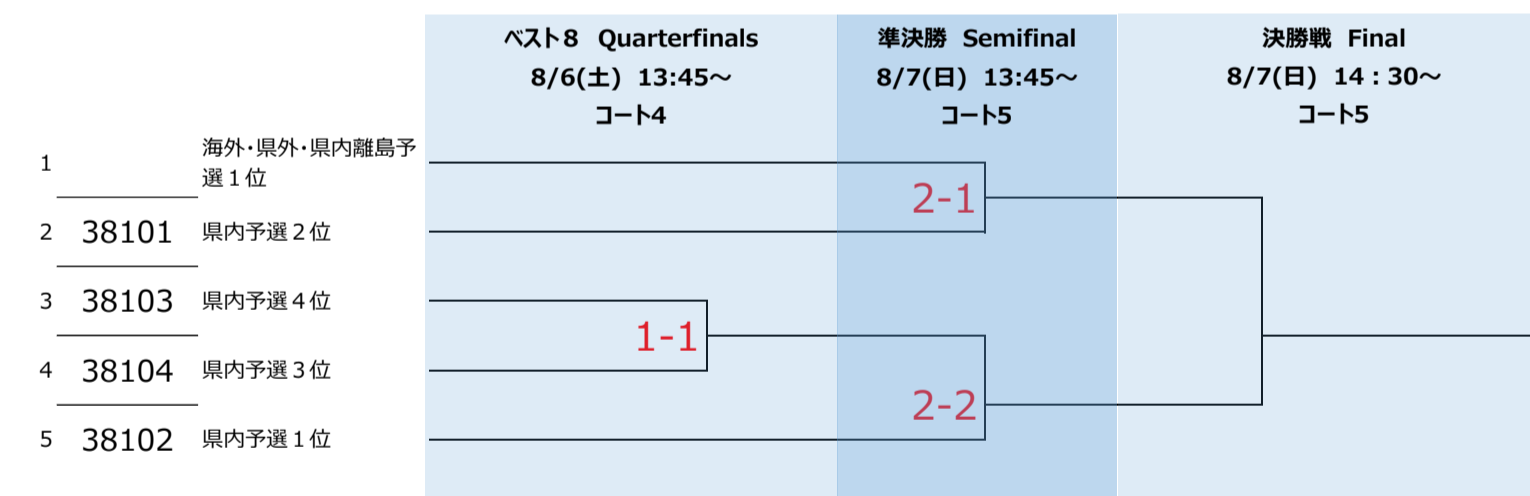 ベスト8 Quarterfinals
8/6(土) 13:45～
コート4
準決勝 Semifinal
8/7(日) 13:45～
コート5
決勝戦 Final
8/7(日) 14：30～
コート5
1 海外・県外・県内離島予
選１位
2 38101 県内予選２位
2-1
3 38103 県内予選４位
1-1
4 38104 県内予選３位
2-2
5 38102 県内予選１位